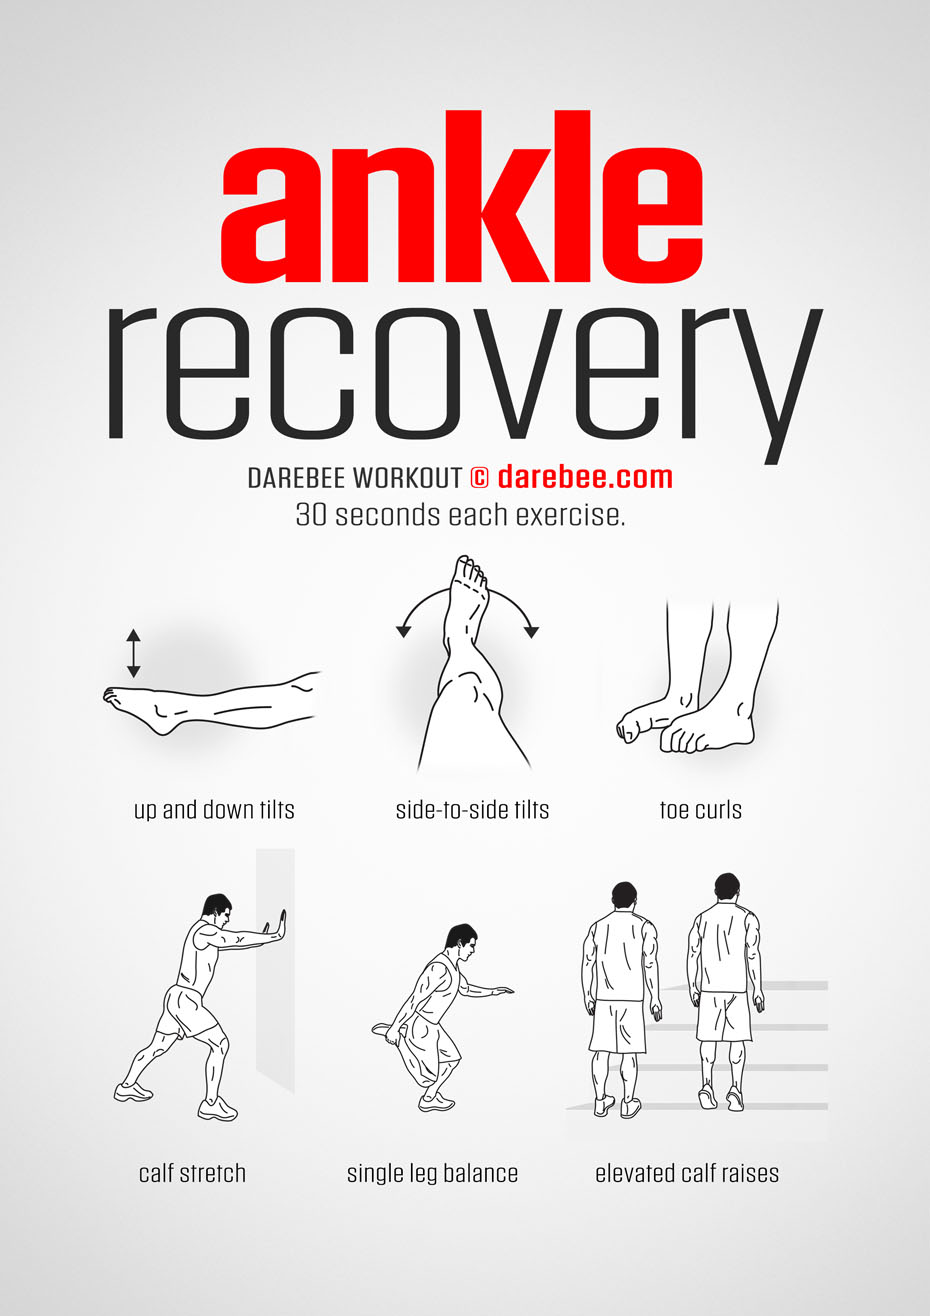 ankle
recovery
DAREBEE WORKOUT © darebee.com
30 seconds each exercise.
up and down tilts
side-to-side tilts
toe curls
calf stretch
single leg balance
elevated calf raises